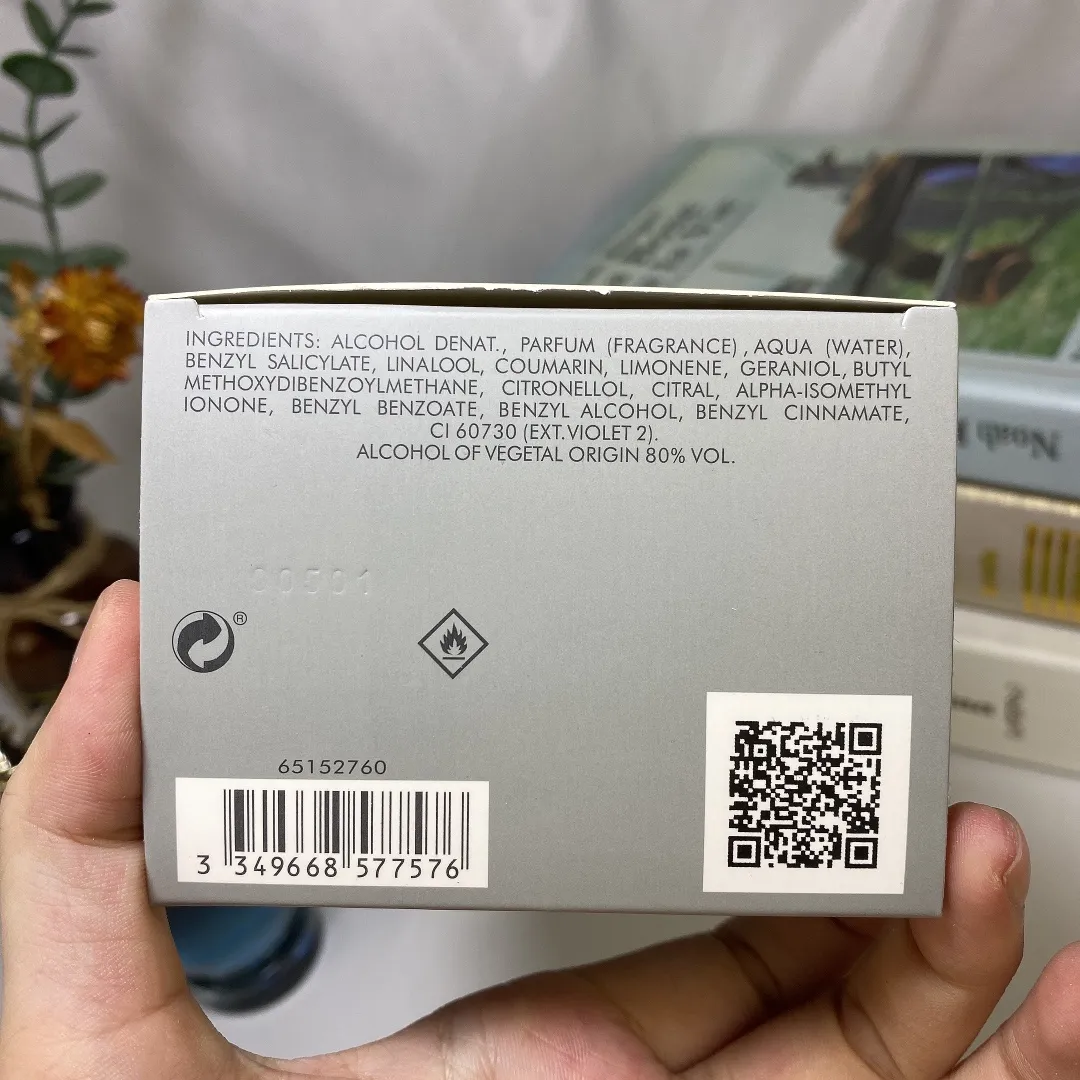 INGREDIENTS: ALCOHOL DENAT., PARFUM (FRAGRANCE), AQUA (WATER),
BENZYL SALICYLATE, LINALOOL, COUMARIN, LIMONENE, GERANIOL, BUTYL
METHOXYDIBENZOYLMETHANE, CITRONELLOL, CITRAL, ALPHA-ISOMETHYL
IONONE, BENZYL BENZOATE, BENZYL ALCOHOL, BENZYL CINNAMATE,
CI 60730 (EXT.VIOLET 2).
ALCOHOL OF VEGETAL ORIGIN 80% VOL.
®
65152760
3 349668 577576
Noah